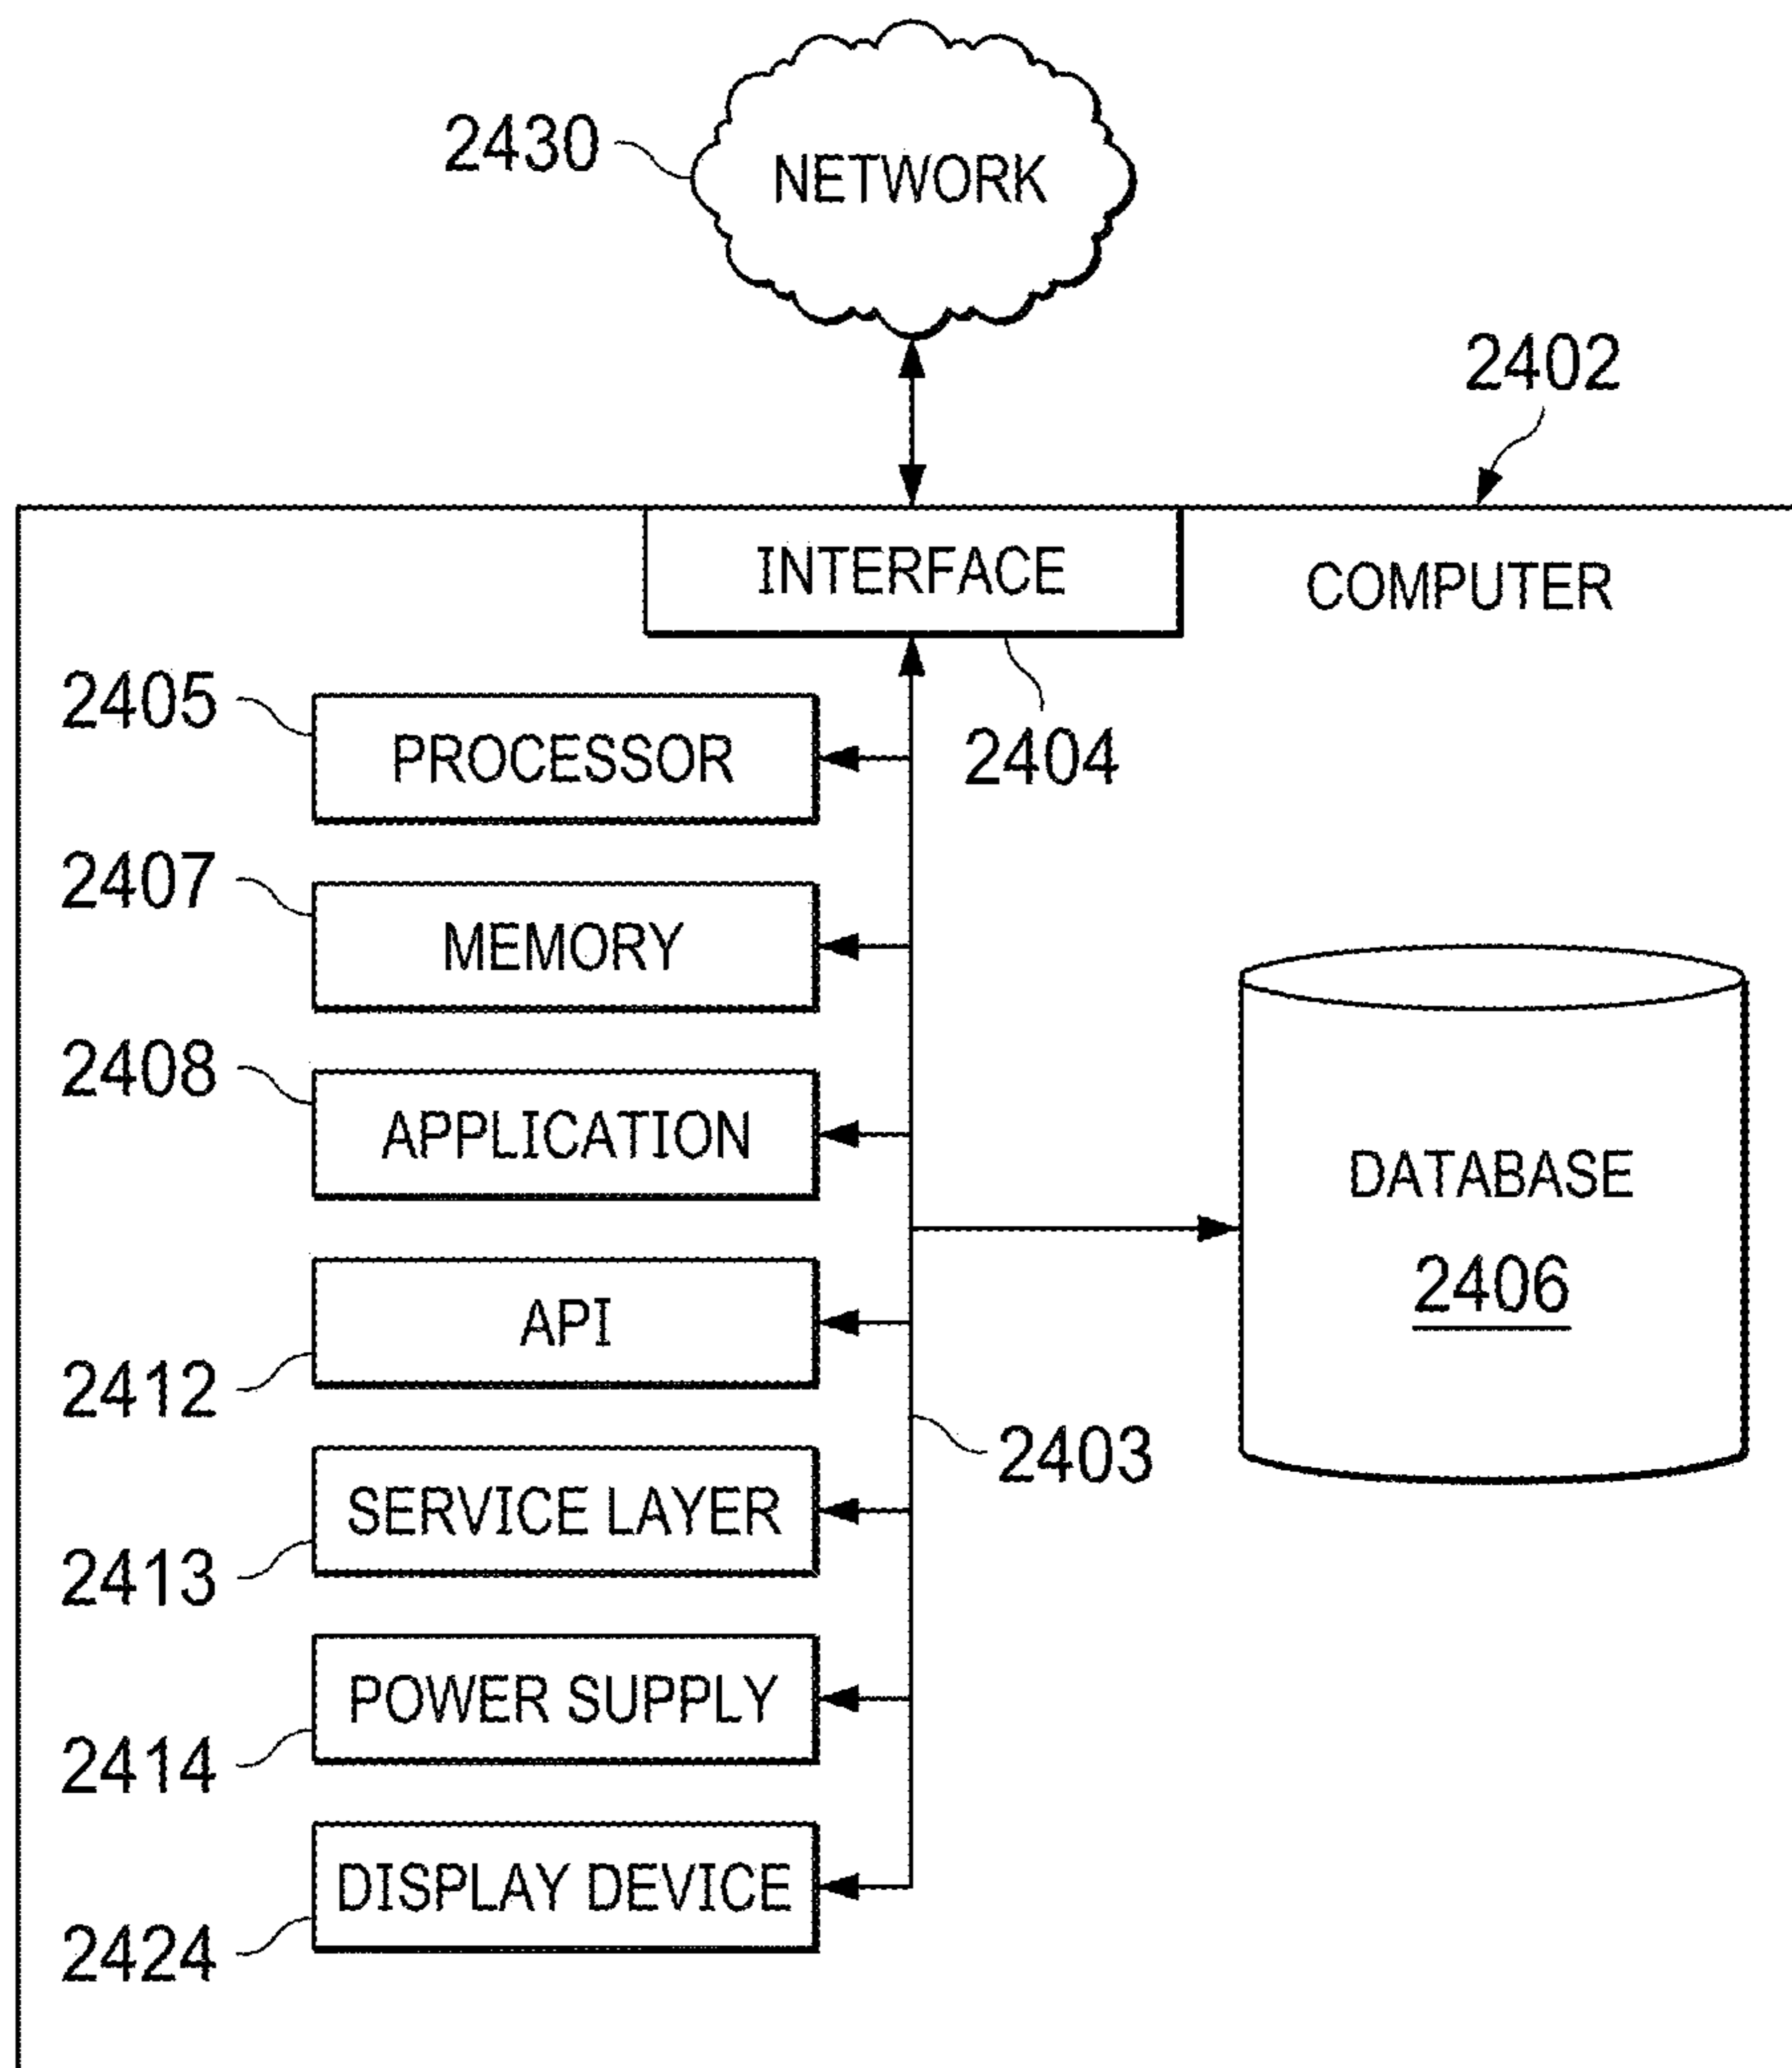 2430
NETWORK
2402
INTERFACE
COMPUTER
2405
PROCESSOR
2404
2407
MEMORY
2408
APPLICATION
DATABASE
2406
API
2412
2403
SERVICE LAYER
2413
POWER SUPPLY
2414
DISPLAY DEVICE
2424